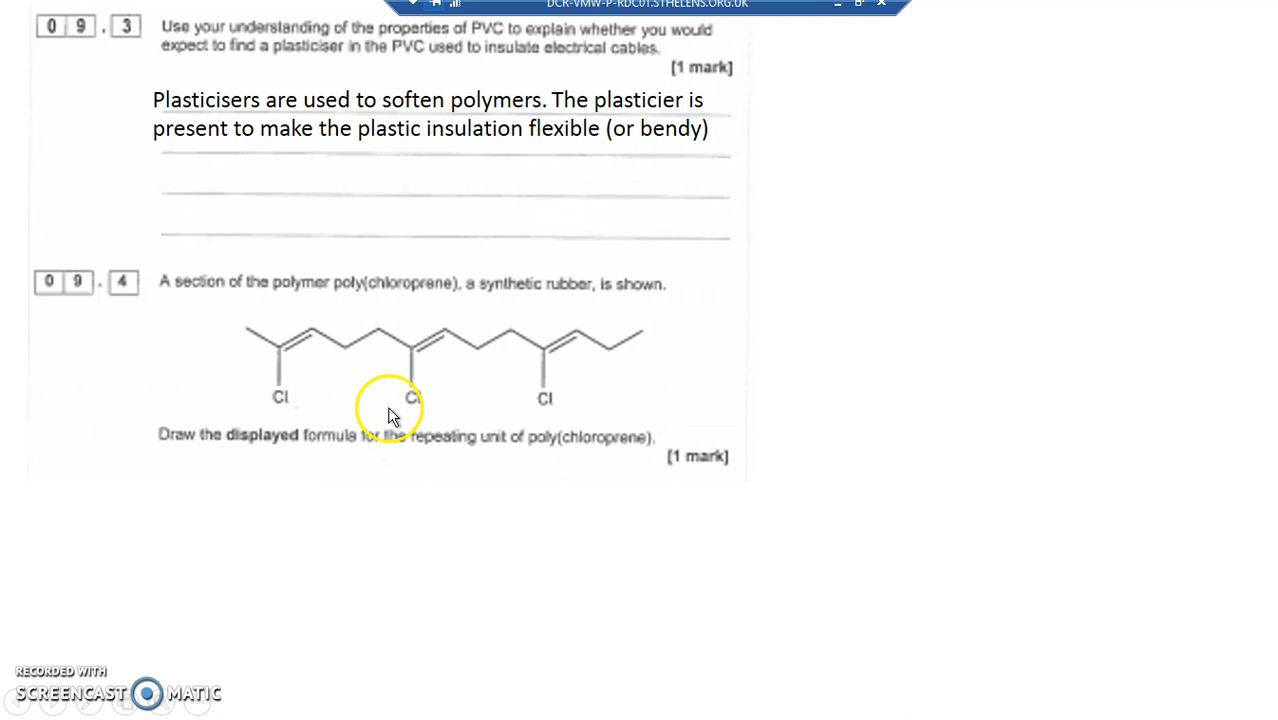 DCR-VMW-P-RDC01.STHELENS.ORG.UK
0 9 . 3 Use your understanding of the properties of PVC to explain whether you would
expect to find a plasticiser in the PVC used to insulate electrical cables.
[1 mark]
Plasticisers are used to soften polymers. The plasticier is
present to make the plastic insulation flexible (or bendy)
0 9 . 4 A section of the polymer poly(chloroprene), a synthetic rubber, is shown.
Cl Cl Cl
Draw the displayed formula for the repeating unit of poly(chloroprene).
[1 mark]
RECORDED WITH
SCREENCAST MATIC